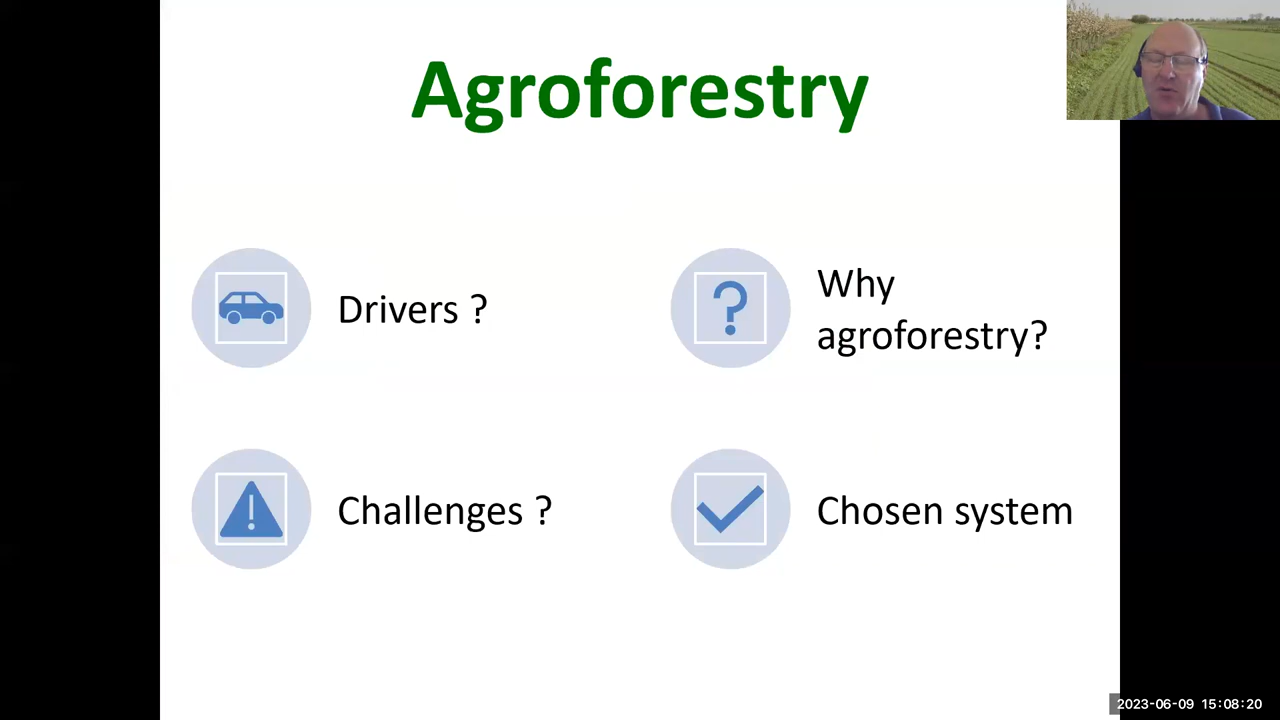 Agroforestry
Drivers ?
Why
agroforestry?
Challenges ?
Chosen system
2023-06-09 15:08:20